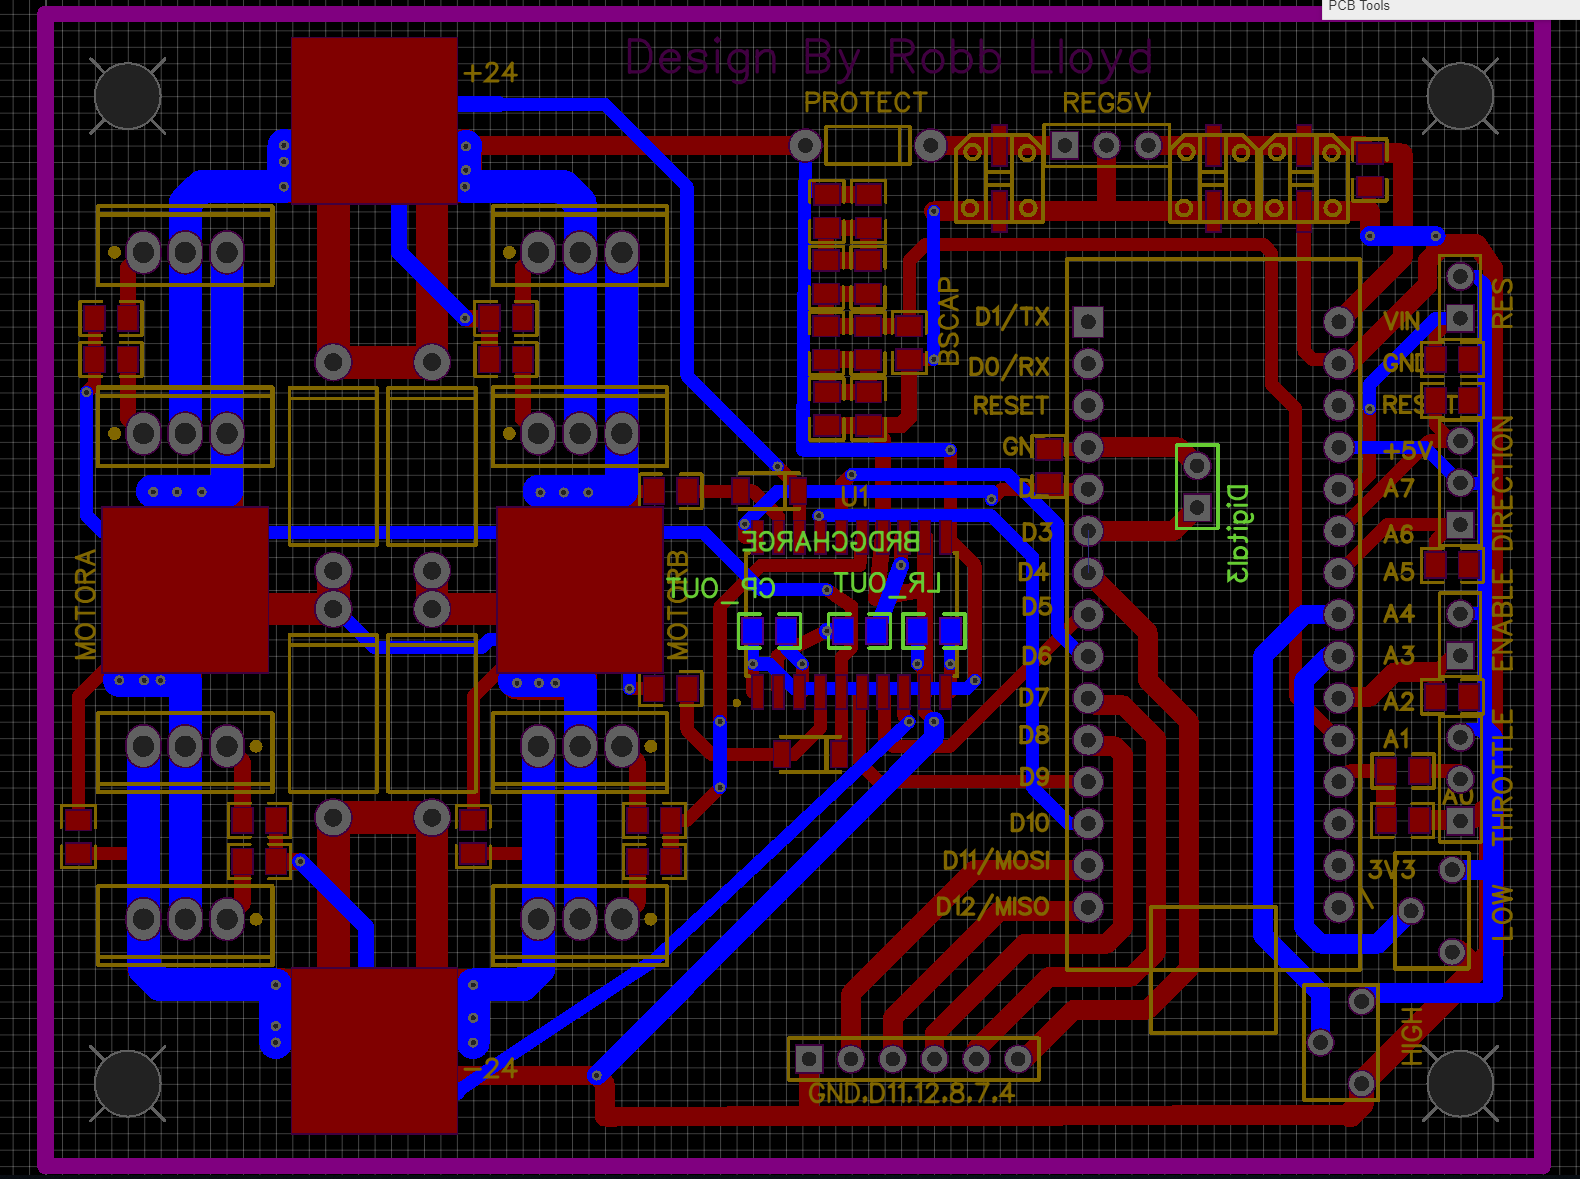 PCB Tools
Design By Robb Lloyd
+24
PROTECT
REG5V
BSCAP
RES
D1/TX
VIN
D0/RX
GND
RESET
RESET
GN
+5V
D_
A7
U1
Digital3
DIRECTION
D3
A6
BRDGCHARGE
MOTORA
MOTORB
D4
A5
CP_OUT
LR_OUT
D5
A4
ENABLE
D6
A3
D7
A2
D8
A1
THROTTLE
D9
A0
D10
D11/MOSI
3V3
D12/MISO
LOW
HIGH
-24
GND.D11.12.8.7.4